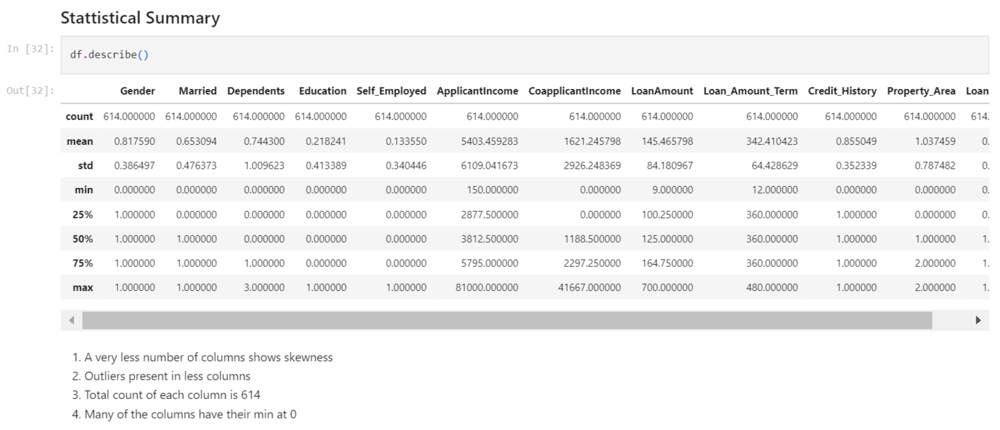 Stattistical Summary
In [32]:
df.describe()
Out[32]:
Gender Married Dependents Education Self_Employed ApplicantIncome CoapplicantIncome LoanAmount Loan_Amount_Term Credit_History Property_Area Loan_
count 614.000000 614.000000 614.000000 614.000000 614.000000 614.000000 614.000000 614.000000 614.000000 614.000000 614.000000 614.
mean 0.817590 0.653094 0.744300 0.218241 0.133550 5403.459283 1621.245798 145.465798 342.410423 0.855049 1.037459 0.
std 0.386497 0.476373 1.009623 0.413389 0.340446 6109.041673 2926.248369 84.180967 64.428629 0.352339 0.787482 0.
min 0.000000 0.000000 0.000000 0.000000 0.000000 150.000000 0.000000 9.000000 12.000000 0.000000 0.000000 0.
25% 1.000000 0.000000 0.000000 0.000000 0.000000 2877.500000 0.000000 100.250000 360.000000 1.000000 0.000000 0.
50% 1.000000 1.000000 0.000000 0.000000 0.000000 3812.500000 1188.500000 125.000000 360.000000 1.000000 1.000000 1.
75% 1.000000 1.000000 1.000000 0.000000 0.000000 5795.000000 2297.250000 164.750000 360.000000 1.000000 2.000000 1.
max 1.000000 1.000000 3.000000 1.000000 1.000000 81000.000000 41667.000000 700.000000 480.000000 1.000000 2.000000 1.
1. A very less number of columns shows skewness
2. Outliers present in less columns
3. Total count of each column is 614
4. Many of the columns have their min at 0